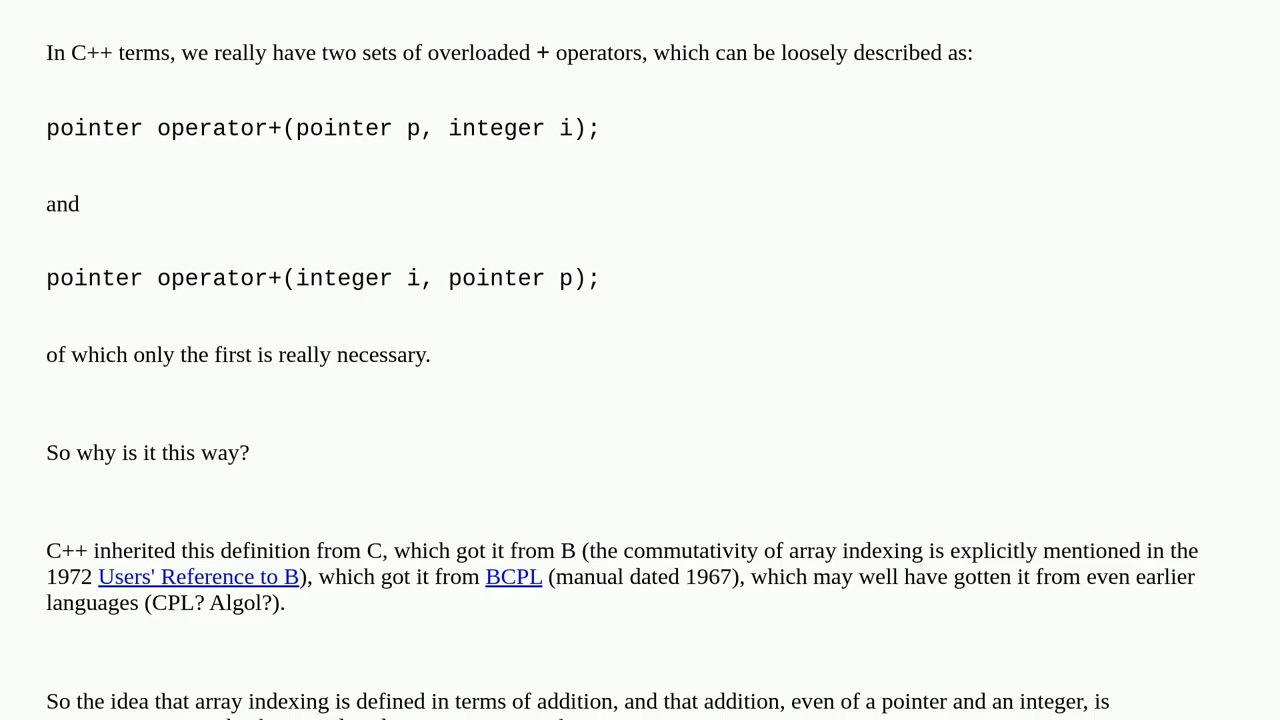 In C++ terms, we really have two sets of overloaded + operators, which can be loosely described as:
pointer operator+(pointer p, integer i);
and
pointer operator+(integer i, pointer p);
of which only the first is really necessary.
So why is it this way?
C++ inherited this definition from C, which got it from B (the commutativity of array indexing is explicitly mentioned in the
1972 Users' Reference to B), which got it from BCPL (manual dated 1967), which may well have gotten it from even earlier
languages (CPL? Algol?).
So the idea that array indexing is defined in terms of addition, and that addition, even of a pointer and an integer, is